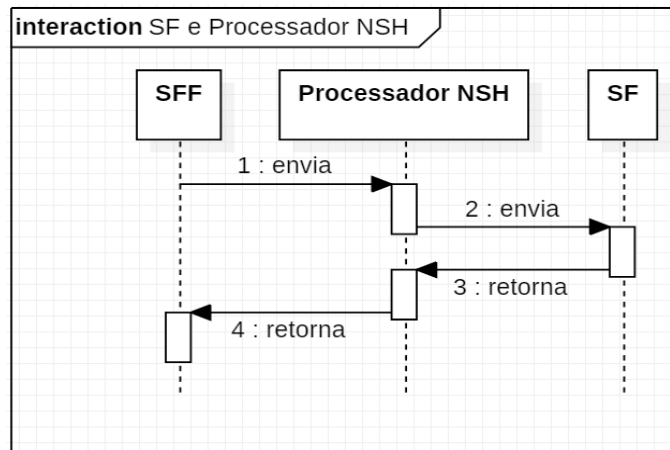 interaction SF e Processador NSH
SFF
Processador NSH
SF
1 : envia
2 : envia
3 : retorna
4 : retorna